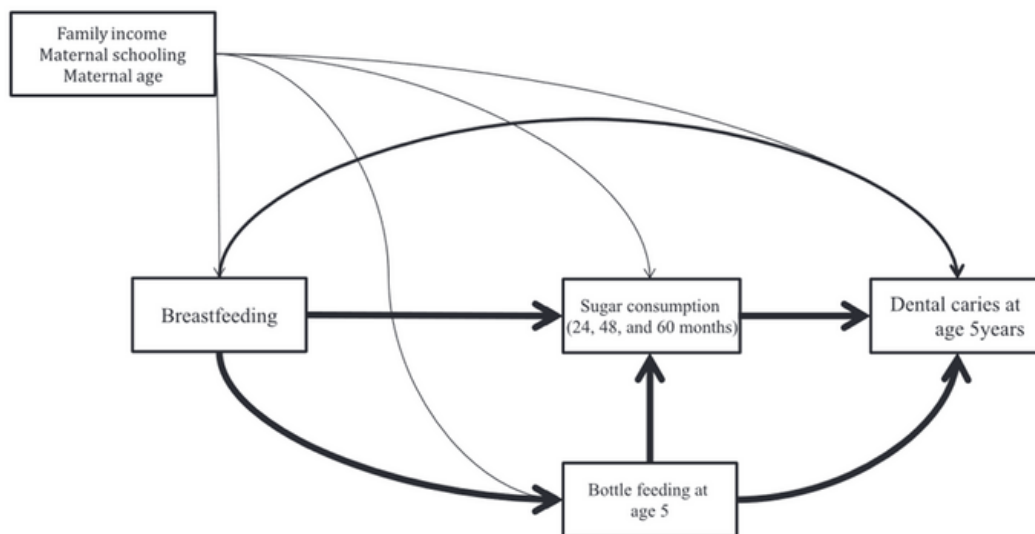 Family income
Maternal schooling
Maternal age
Breastfeeding
Sugar consumption
(24, 48, and 60 months)
Dental caries at
age 5years
Bottle feeding at
age 5